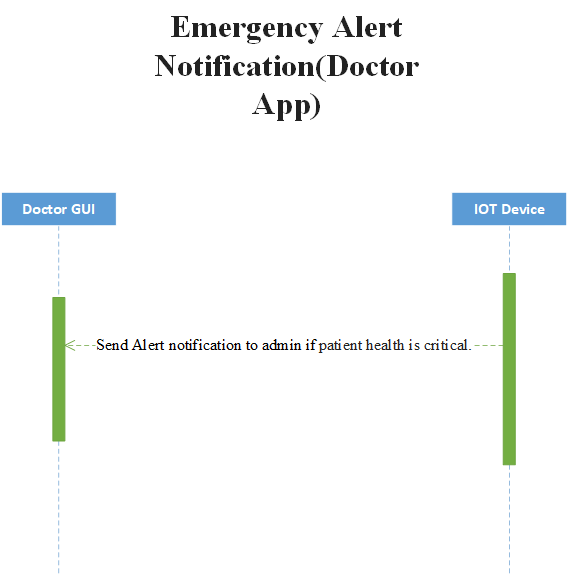 Emergency Alert
Notification(Doctor
App)
Doctor GUI
IOT Device
Send Alert notification to admin if patient health is critical.